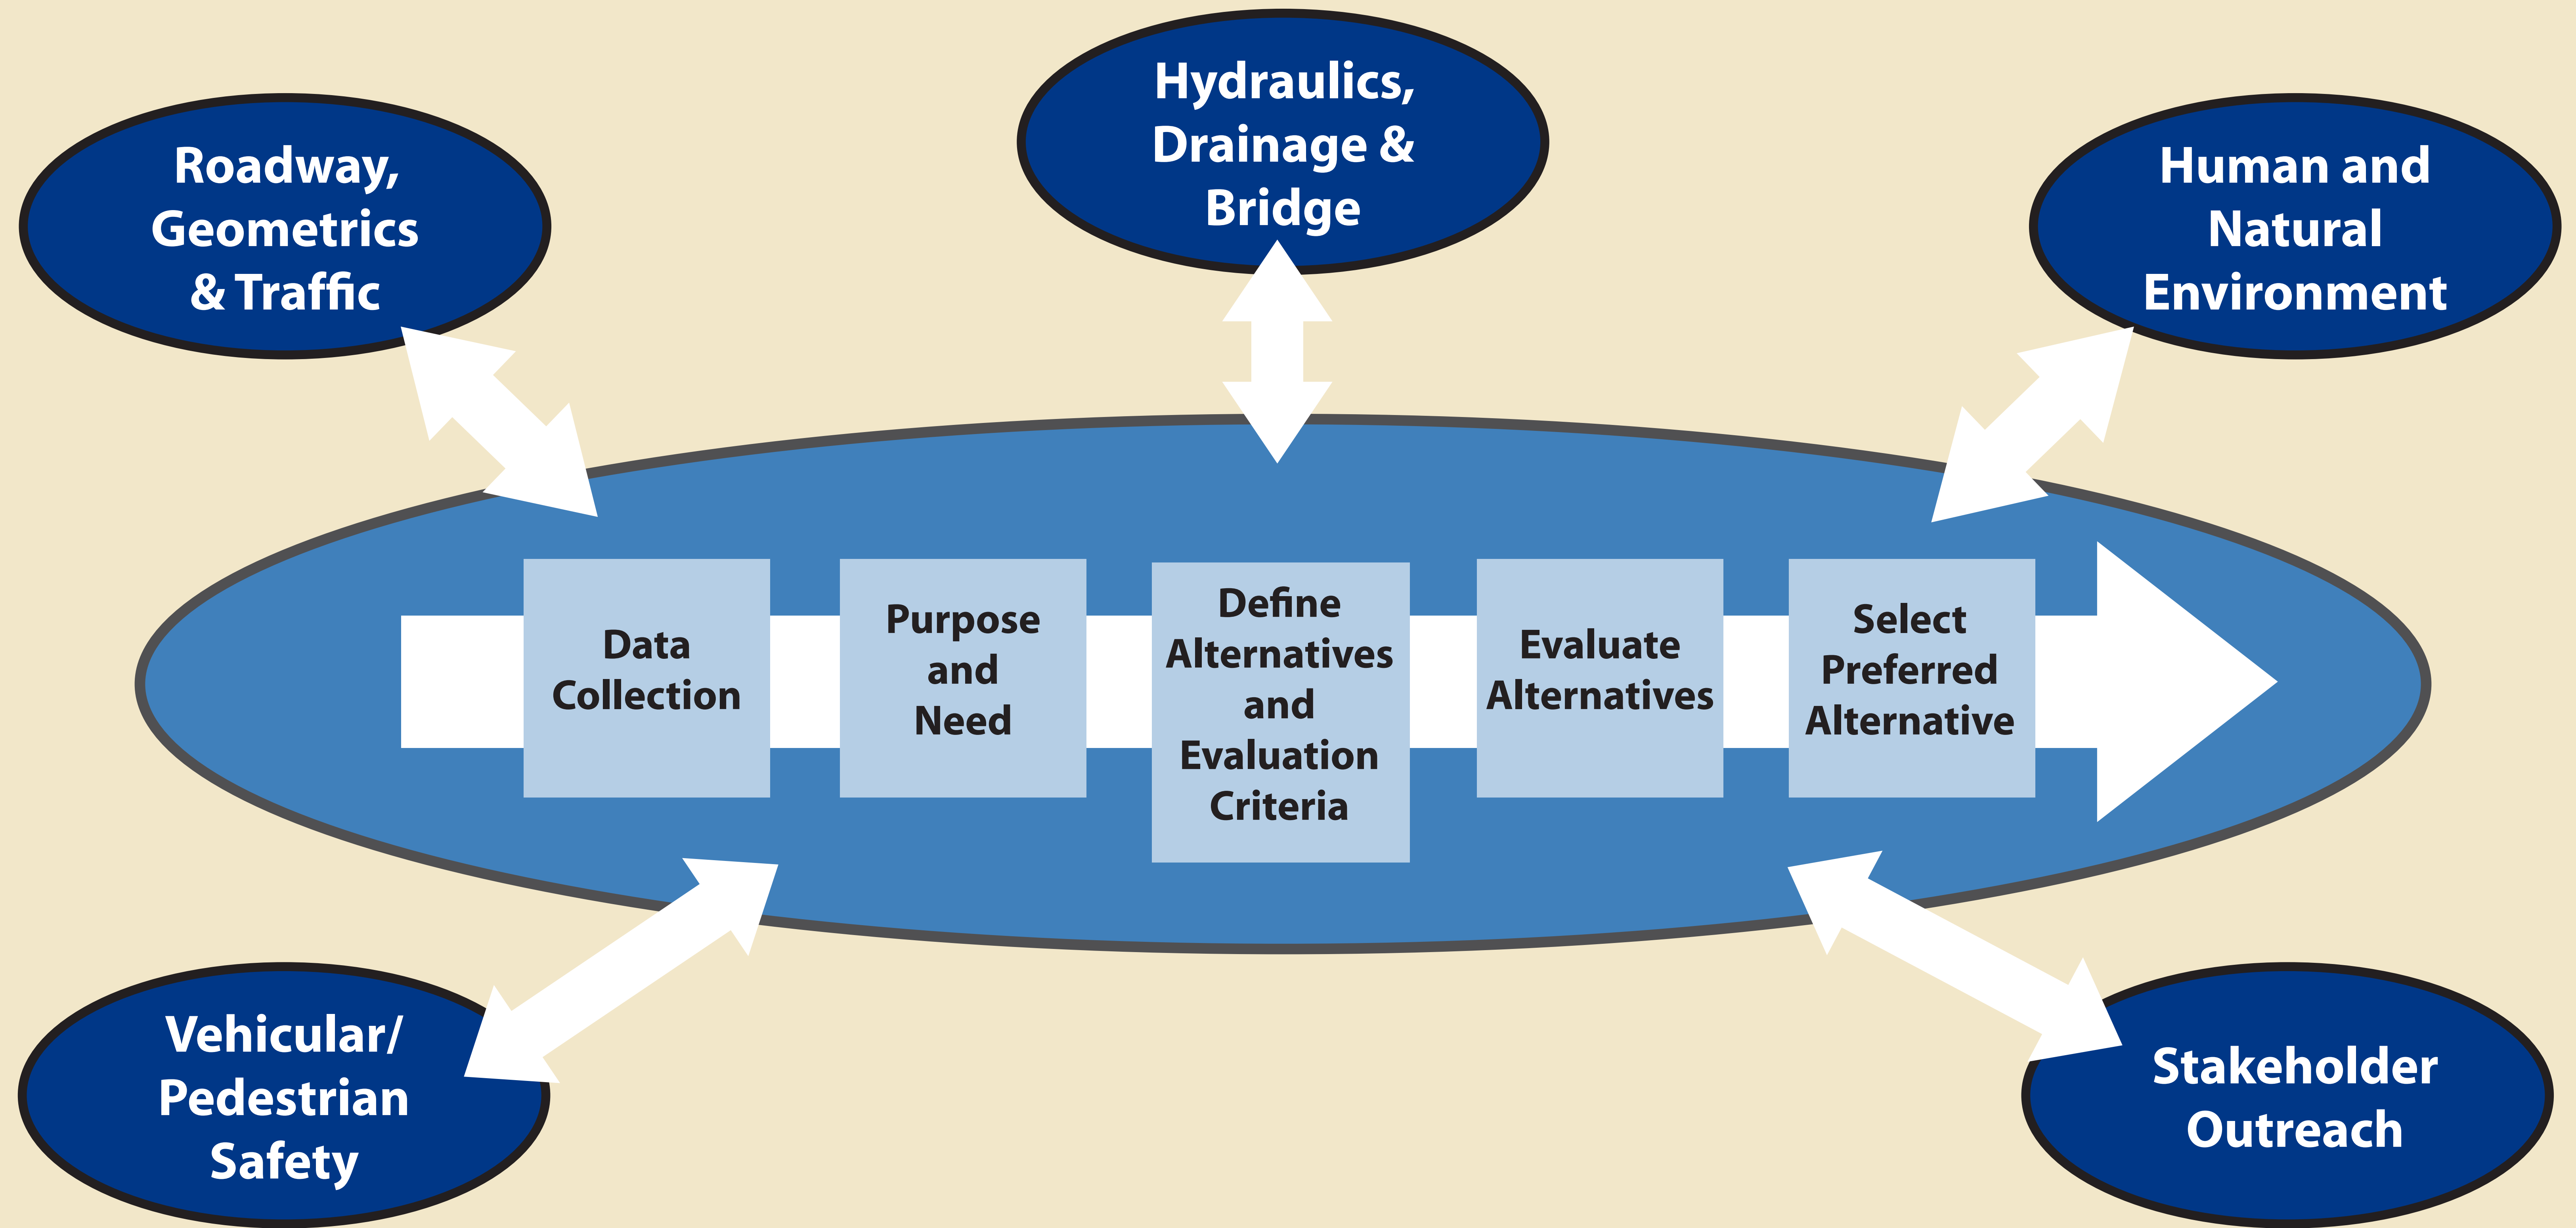 Hydraulics,
Drainage &
Bridge
Roadway,
Geometrics
& Traffic
Human and
Natural
Environment
Data
Collection
Purpose
and
Need
Define
Alternatives
and
Evaluation
Criteria
Evaluate
Alternatives
Select
Preferred
Alternative
Vehicular/
Pedestrian
Safety
Stakeholder
Outreach